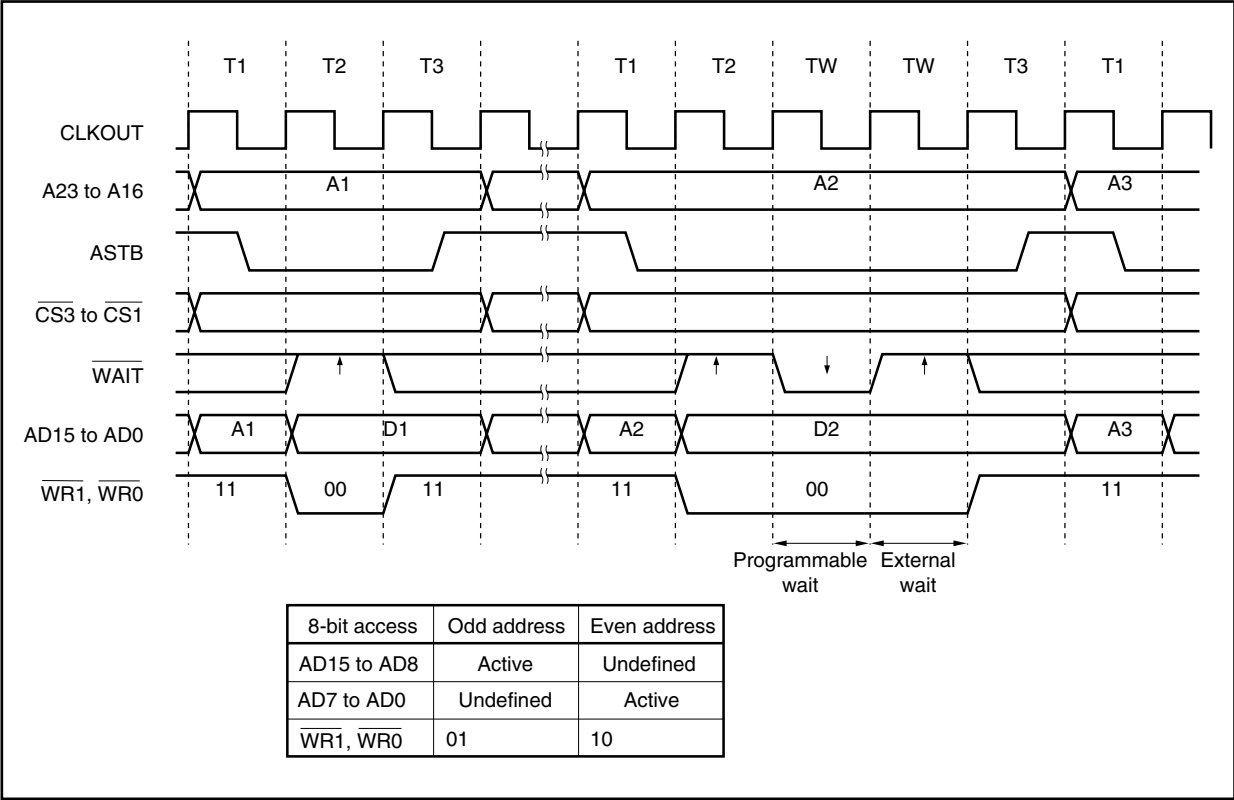 T1 T2 T3 T1 T2 TW TW T3 T1
CLKOUT
A23 to A16 A1 A2 A3
ASTB
CS3 to CS1
WAIT
AD15 to AD0 A1 D1 A2 D2 A3
WR1, WR0 11 00 11 11 00 11
Programmable wait External wait
8-bit access Odd address Even address
AD15 to AD8 Active Undefined
AD7 to AD0 Undefined Active
WR1, WR0 01 10